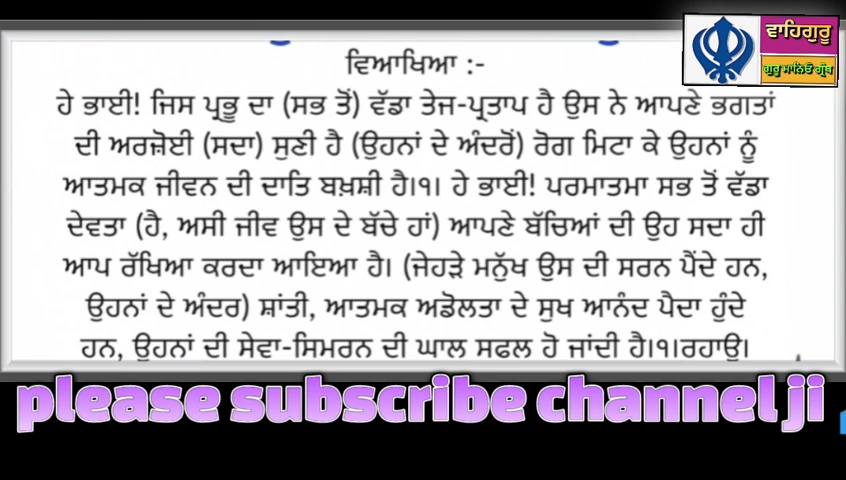 ਵਾਹਿਗੁਰੂ
ਗੁਰੂ ਮਾਨਿਓ ਗ੍ਰੰਥ
ਵਿਆਖਿਆ :-
ਹੇ ਭਾਈ! ਜਿਸ ਪ੍ਰਭੂ ਦਾ (ਸਭ ਤੋਂ) ਵੱਡਾ ਤੇਜ-ਪ੍ਰਤਾਪ ਹੈ ਉਸ ਨੇ ਆਪਣੇ ਭਗਤਾਂ
ਦੀ ਅਰਜ਼ੋਈ (ਸਦਾ) ਸੁਣੀ ਹੈ (ਉਹਨਾਂ ਦੇ ਅੰਦਰੋਂ) ਰੋਗ ਮਿਟਾ ਕੇ ਉਹਨਾਂ ਨੂੰ
ਆਤਮਕ ਜੀਵਨ ਦੀ ਦਾਤਿ ਬਖ਼ਸ਼ੀ ਹੈ।੧। ਹੇ ਭਾਈ! ਪਰਮਾਤਮਾ ਸਭ ਤੋਂ ਵੱਡਾ
ਦੇਵਤਾ (ਹੈ, ਅਸੀ ਜੀਵ ਉਸ ਦੇ ਬੱਚੇ ਹਾਂ) ਆਪਣੇ ਬੱਚਿਆਂ ਦੀ ਉਹ ਸਦਾ ਹੀ
ਆਪ ਰੱਖਿਆ ਕਰਦਾ ਆਇਆ ਹੈ। (ਜੇਹੜੇ ਮਨੁੱਖ ਉਸ ਦੀ ਸਰਨ ਪੈਂਦੇ ਹਨ,
ਉਹਨਾਂ ਦੇ ਅੰਦਰ) ਸ਼ਾਂਤੀ, ਆਤਮਕ ਅਡੋਲਤਾ ਦੇ ਸੁਖ ਆਨੰਦ ਪੈਦਾ ਹੁੰਦੇ
ਹਨ, ਉਹਨਾਂ ਦੀ ਸੇਵਾ-ਸਿਮਰਨ ਦੀ ਘਾਲ ਸਫਲ ਹੋ ਜਾਂਦੀ ਹੈ।੧।ਰਹਾਉ।
please subscribe channel ji